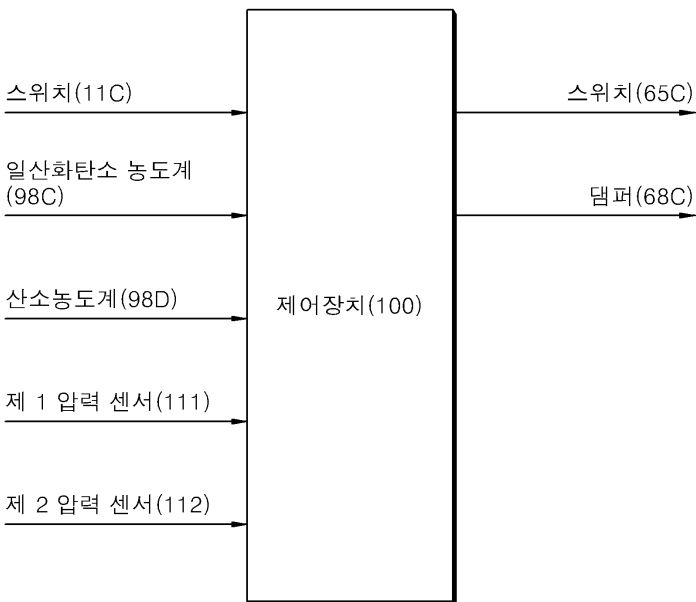 스위치(11C)
일산화탄소 농도계
(98C)
산소농도계(98D)
제 1 압력 센서(111)
제 2 압력 센서(112)
제어장치(100)
스위치(65C)
댐퍼(68C)